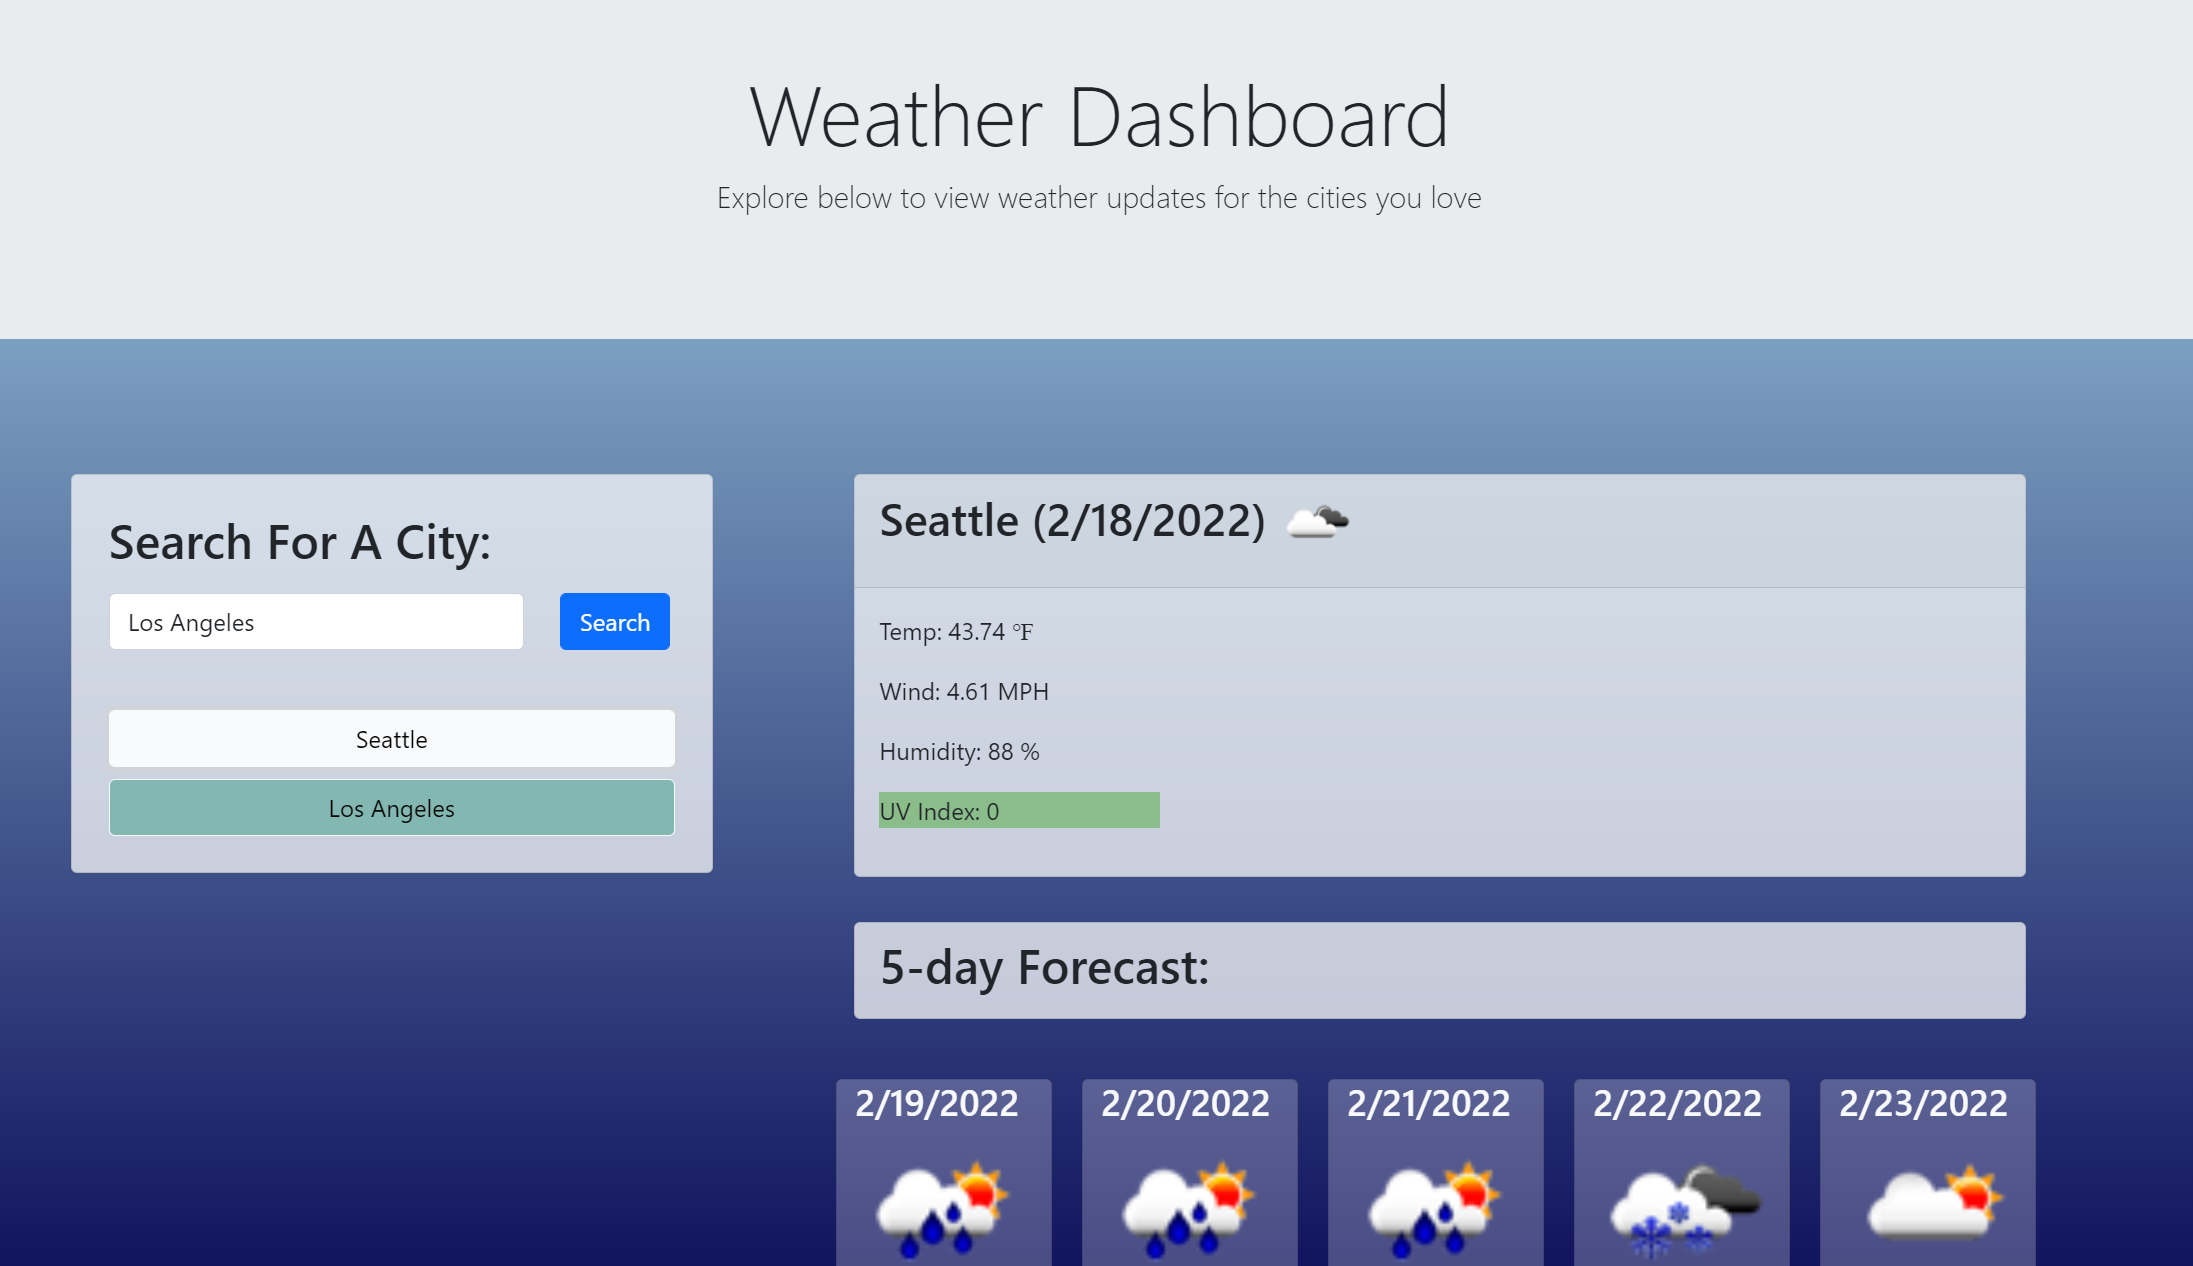 Weather Dashboard
Explore below to view weather updates for the cities you love
Search For A City:
Los Angeles
Search
Seattle
Los Angeles
Seattle (2/18/2022)
Temp: 43.74 ℉
Wind: 4.61 MPH
Humidity: 88 %
UV Index: 0
5-day Forecast:
2/19/2022
2/20/2022
2/21/2022
2/22/2022
2/23/2022